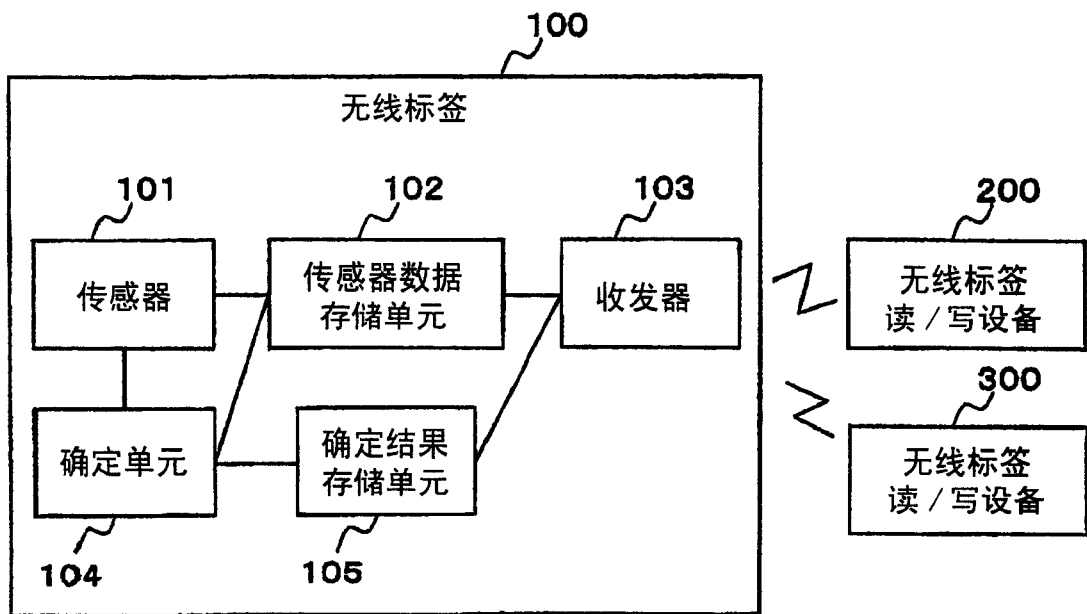 100
无线标签
101
102
103
200
传感器
传感器数据
存储单元
收发器
无线标签
读／写设备
300
确定单元
确定结果
存储单元
无线标签
读／写设备
104
105